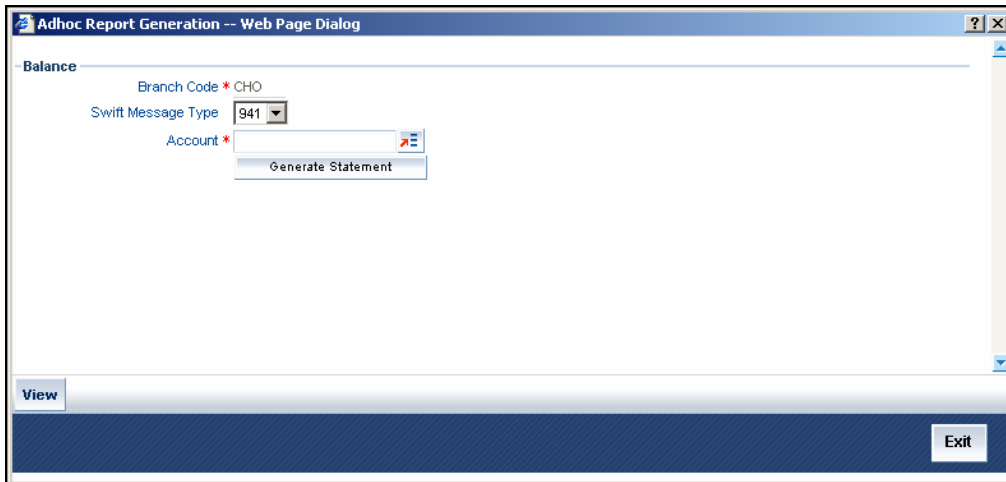 Adhoc Report Generation -- Web Page Dialog
Balance
Branch Code * CHO
Swift Message Type 941
Account *
Generate Statement
View
Exit